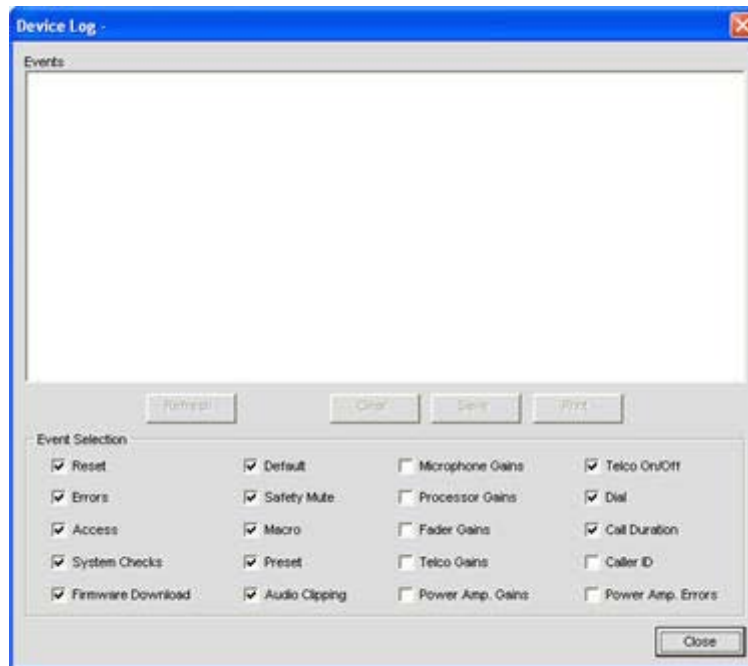 Device Log -
Events
Refresh Clear Save Print
Event Selection
Reset Default Microphone Gains Telco On/Off
Errors Safety Mute Processor Gains Dial
Access Macro Fader Gains Call Duration
System Checks Preset Telco Gains Caller ID
Firmware Download Audio Clipping Power Amp. Gains Power Amp. Errors
Close